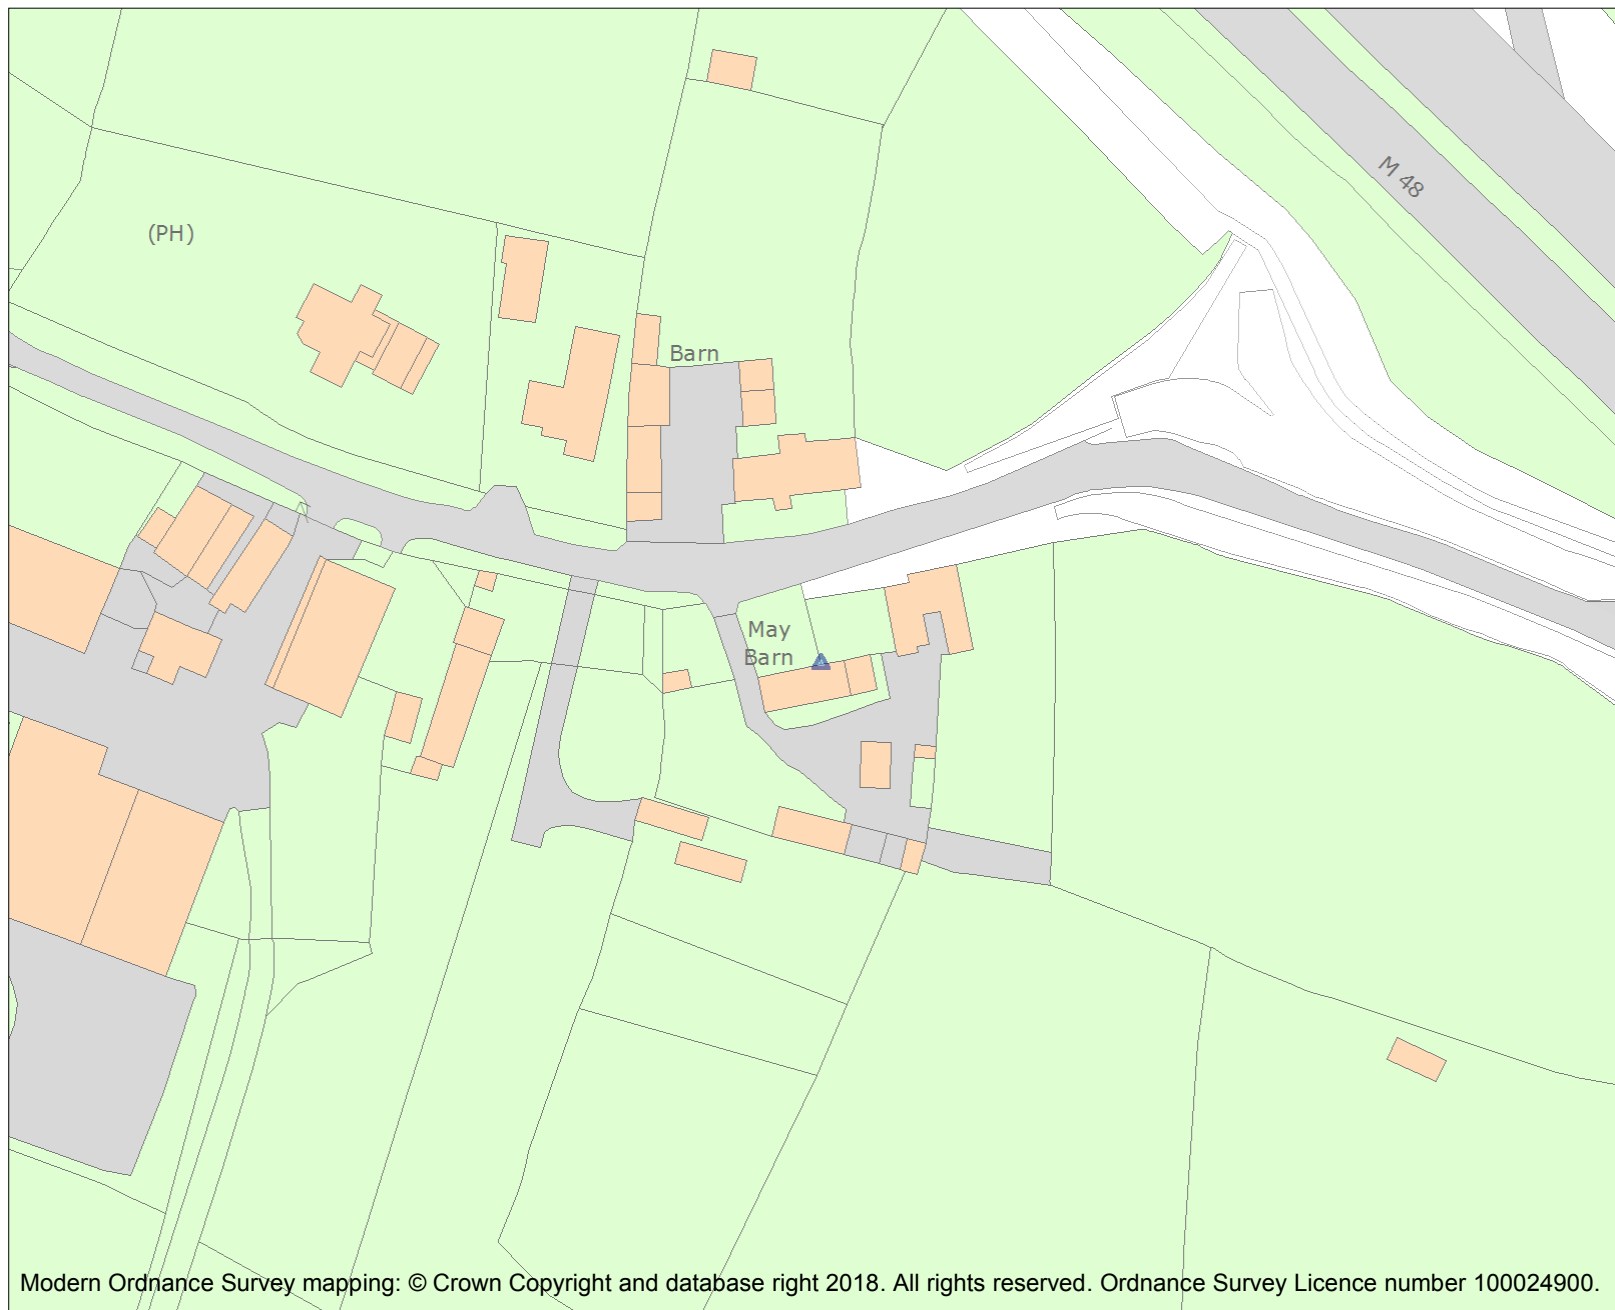 M 48
(PH)
Barn
May
Barn
Modern Ordnance Survey mapping: © Crown Copyright and database right 2018. All rights reserved. Ordnance Survey Licence number 100024900.